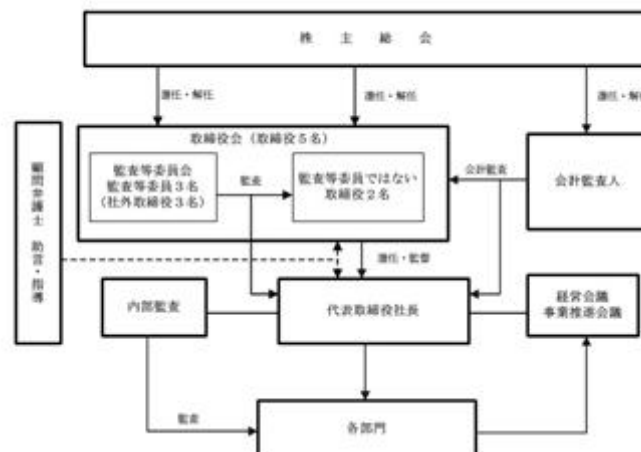 株主総会
選任・解任
選任・解任
選任・解任
取締役会（取締役５名）
監査等委員会
監査等委員３名
（社外取締役３名）
監査
監査等委員ではない
取締役２名
会計監査
会計監査人
顧問弁護士 助言・指導
選任・監督
内部監査
代表取締役社長
経営会議
事業推進会議
監査
各部門